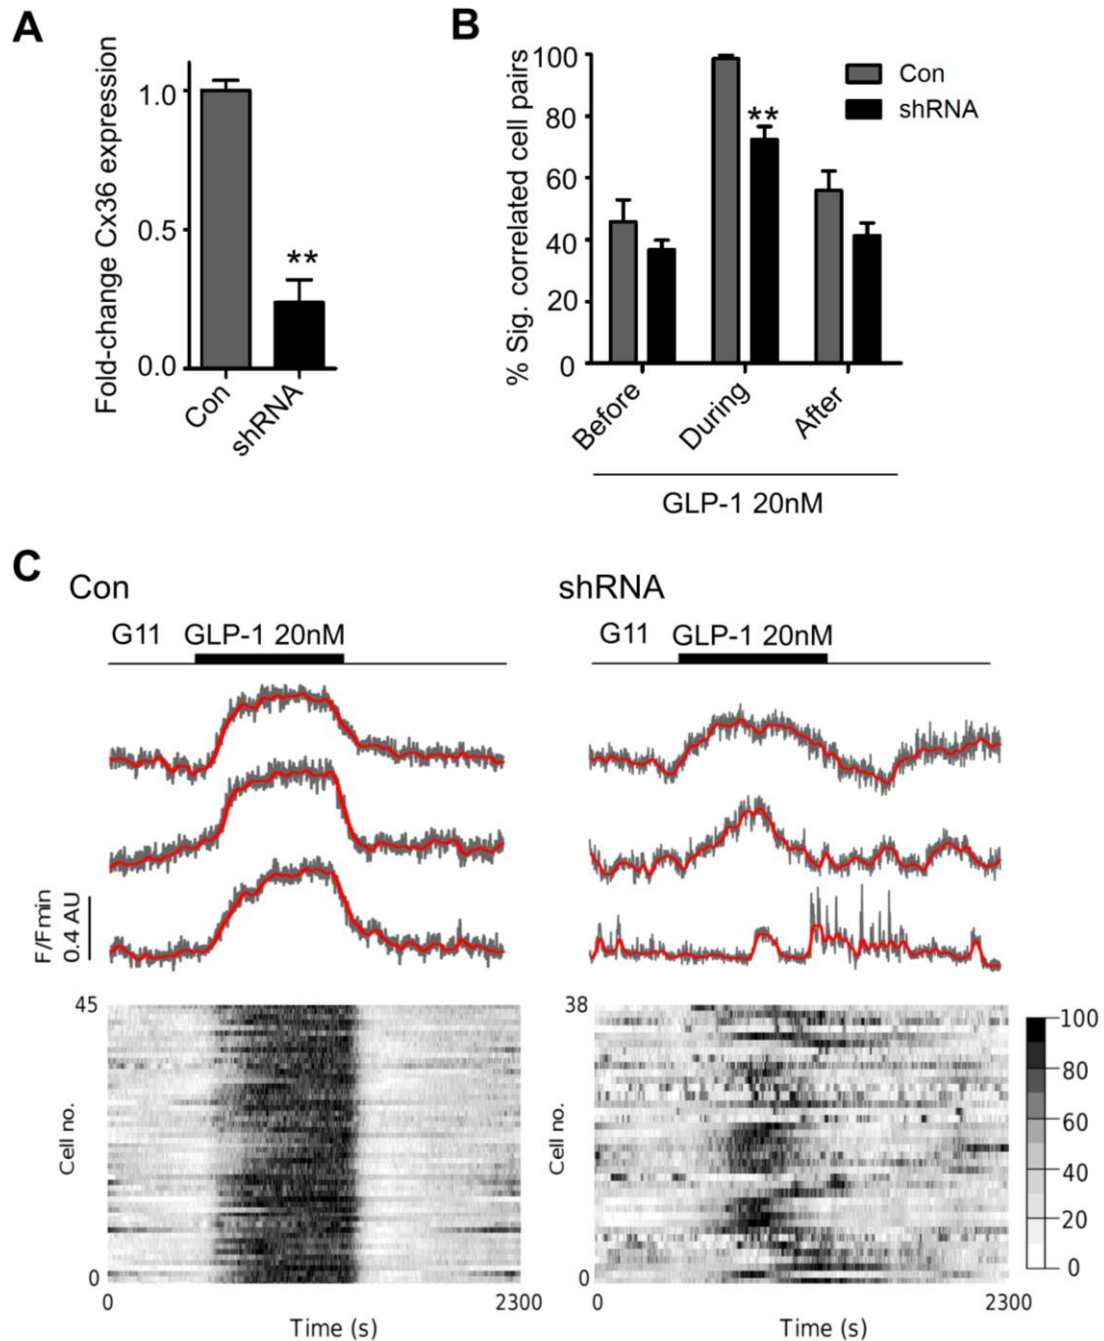 A
Fold-change Cx36 expression
1.0
0.5
0.0
**
Con
shRNA
B
% Sig. correlated cell pairs
100
80
60
40
20
0
**
Con
shRNA
Before
During
After
GLP-1 20nM
C
Con
G11 GLP-1 20nM
F/Fmin
0.4 AU
45
Cell no.
0
0 2300
Time (s)
shRNA
G11 GLP-1 20nM
38
Cell no.
0
0 2300
Time (s)
100
80
60
40
20
0